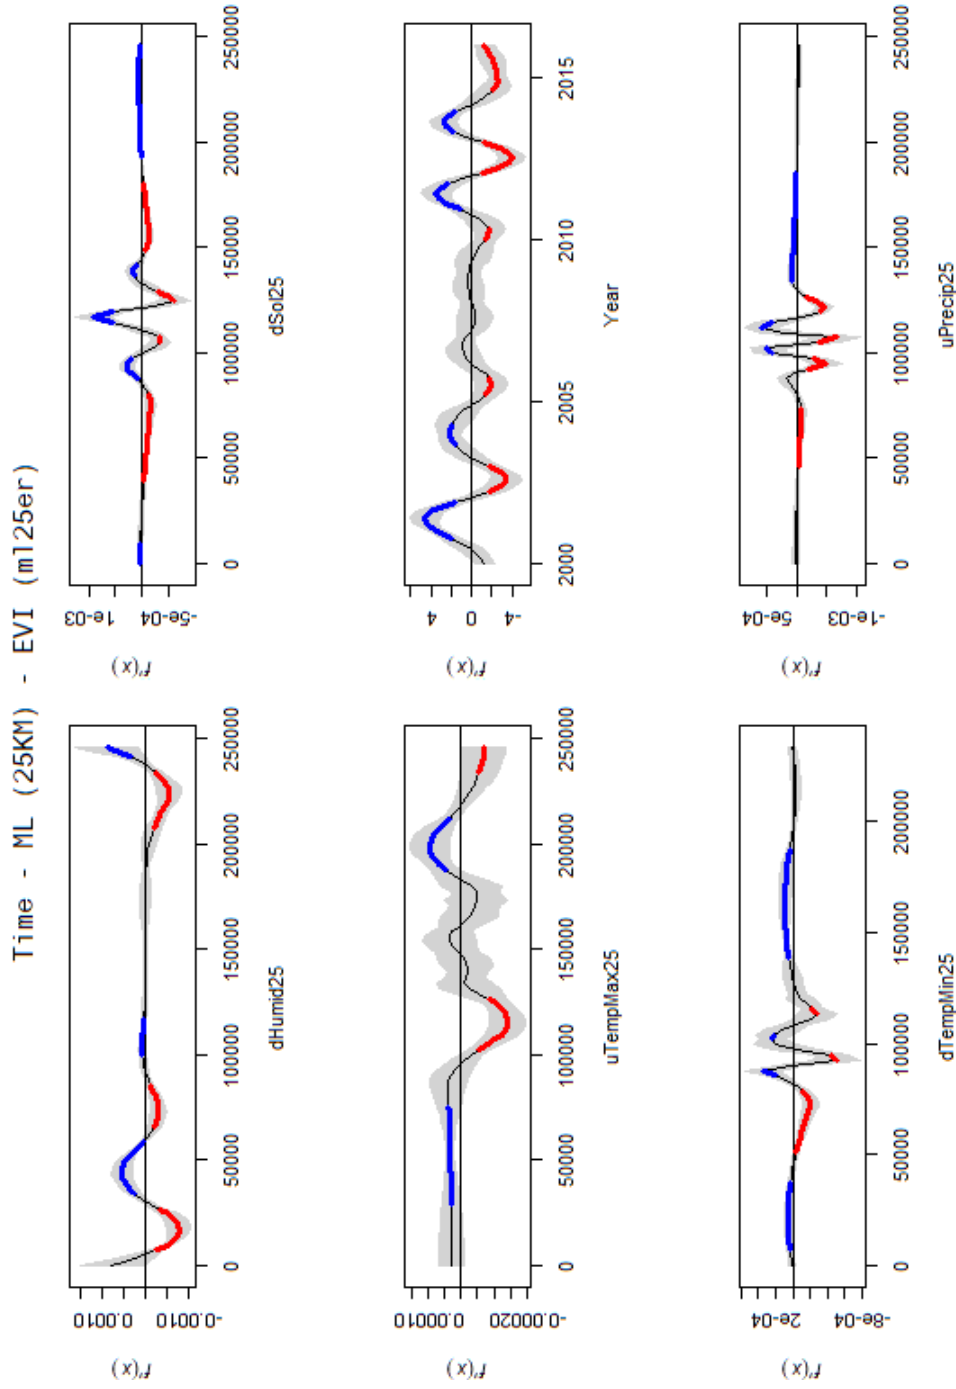 Time - ML (25KM) - EVI (ml25er)
f'(x)
-0.0010 0.0010
0 50000 100000 150000 200000 250000
dHumid25
f'(x)
-5e-04 1e-03
0 50000 100000 150000 200000 250000
dSol25
f'(x)
-0.00020 0.00010
0 50000 100000 150000 200000 250000
uTempMax25
f'(x)
-4 0 4
2000 2005 2010 2015
Year
f'(x)
-8e-04 2e-04
0 50000 100000 150000 200000
dTempMin25
f'(x)
-1e-03 5e-04
0 50000 100000 150000 200000 250000
uPrecip25